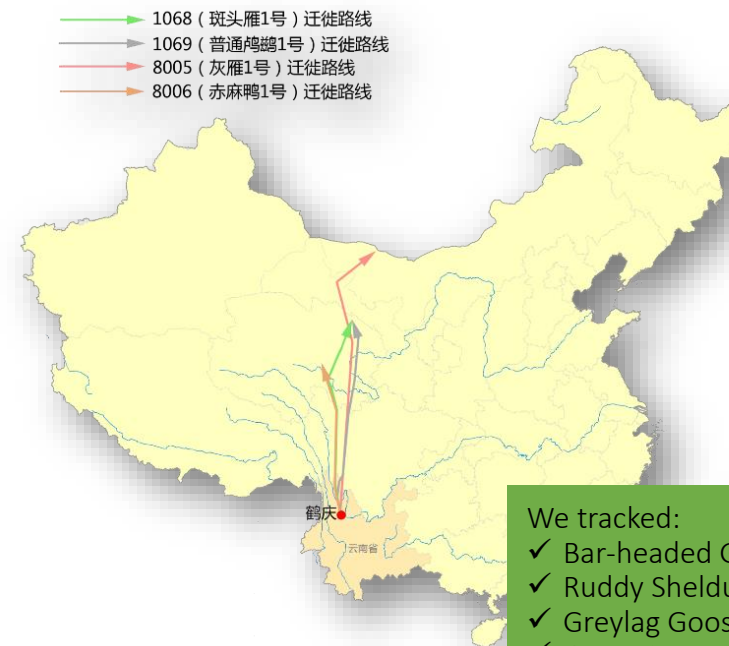 1068（斑头雁1号）迁徙路线
1069（普通鸬鹚1号）迁徙路线
8005（灰雁1号）迁徙路线
8006（赤麻鸭1号）迁徙路线
鹤庆
云南省
We tracked:
✓ Bar-headed
✓ Ruddy
✓ Greylag